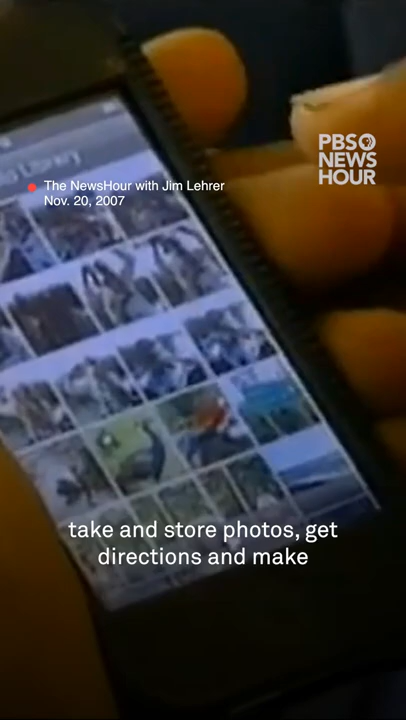 PBS
NEWS
HOUR
The NewsHour with Jim Lehrer
Nov. 20, 2007
Library
take and store photos, get
directions and make